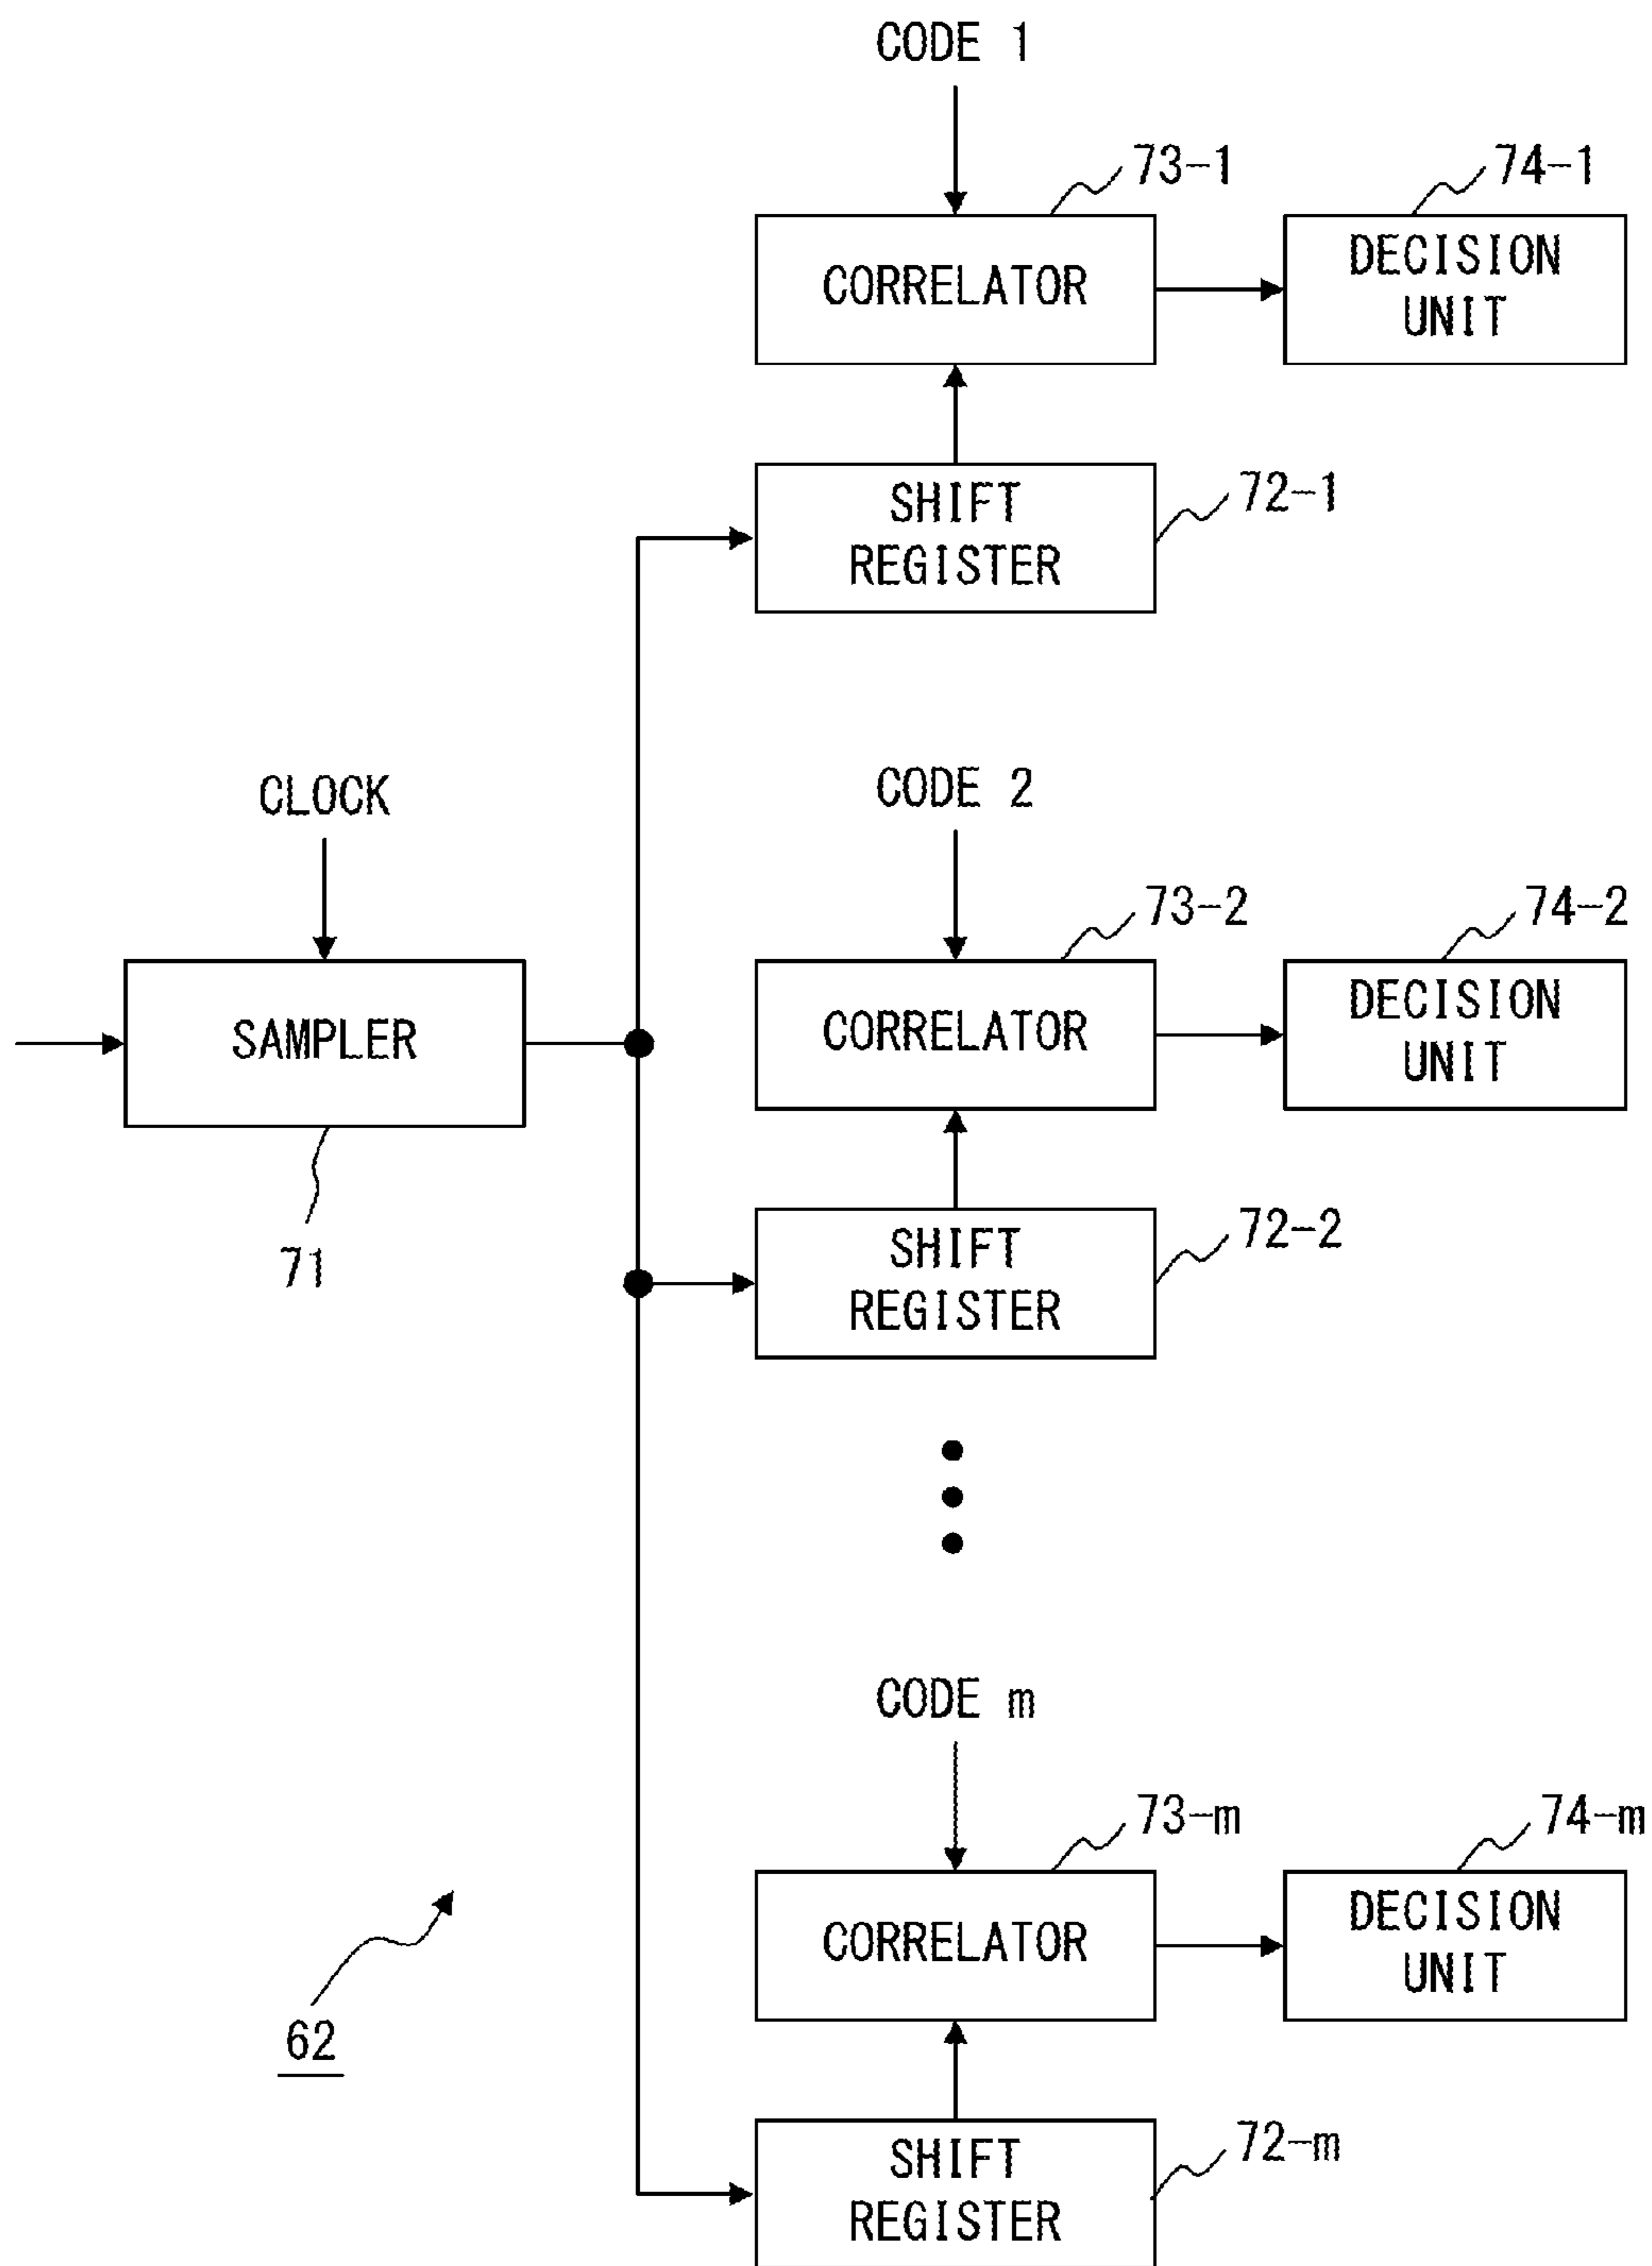 CODE 1
73-1
74-1
CORRELATOR
DECISION
UNIT
SHIFT
REGISTER
72-1
CLOCK
CODE 2
73-2
74-2
SAMPLER
CORRELATOR
DECISION
UNIT
71
SHIFT
REGISTER
72-2
CODE m
73-m
74-m
CORRELATOR
DECISION
UNIT
62
SHIFT
REGISTER
72-m